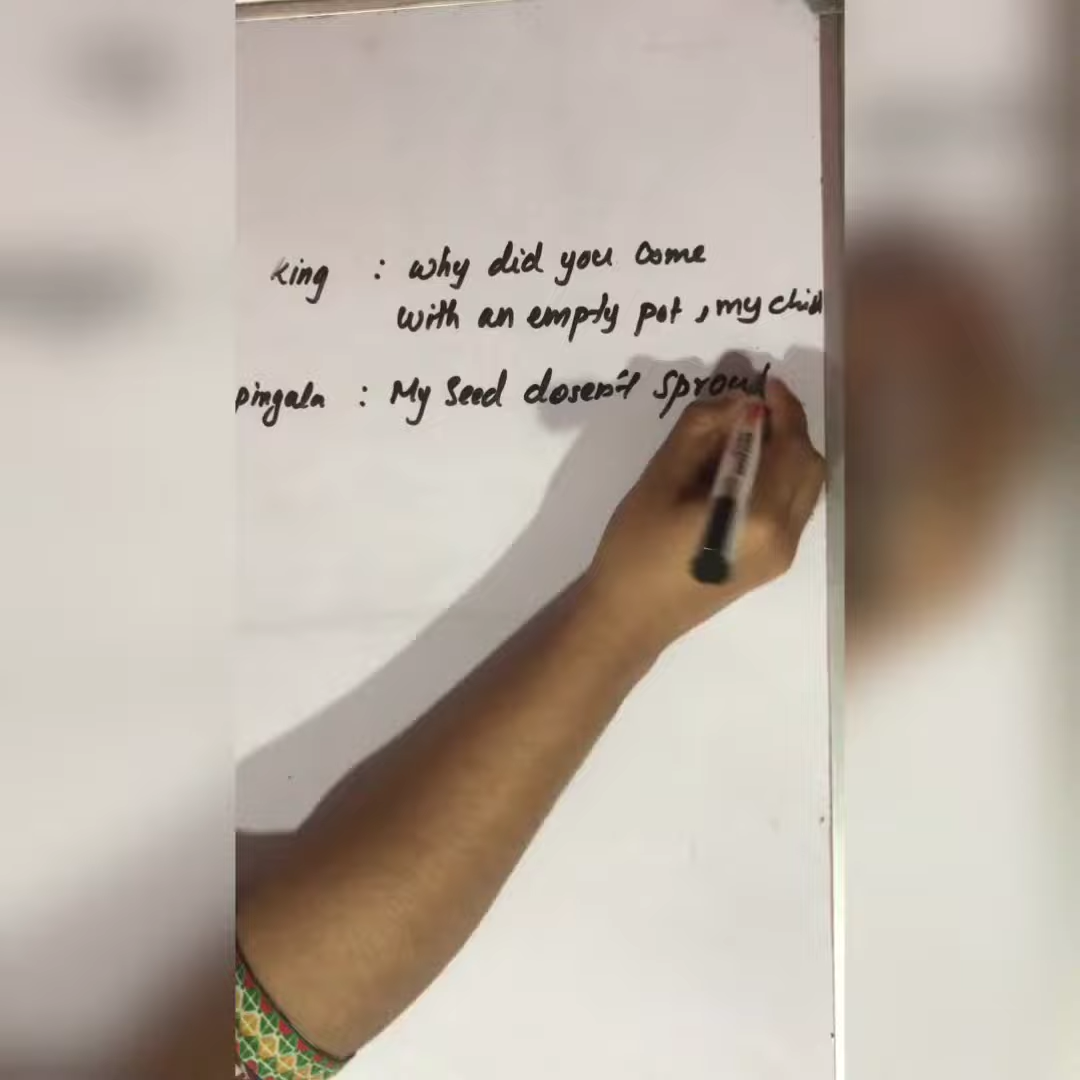 king : why did you come
with an empty pot , my child
pingala : My seed dosen't sprout